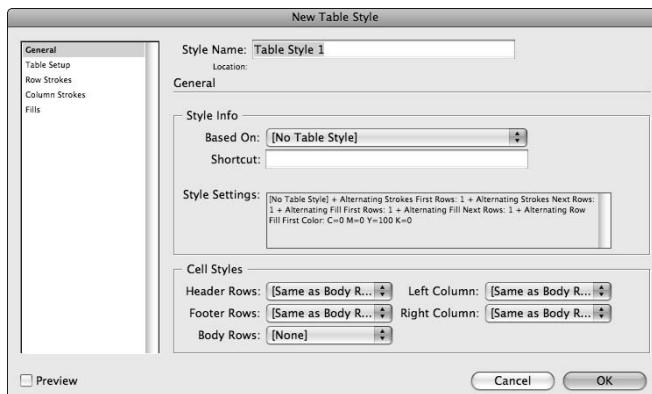 New Table Style
General
Table Setup
Row Strokes
Column Strokes
Fills
Style Name: Table Style 1
Location:
General
Style Info
Based On: [No Table Style]
Shortcut:
Style Settings: [No Table Style] + Alternating Strokes First Rows: 1 + Alternating Strokes Next Rows:
1 + Alternating Fill First Rows: 1 + Alternating Fill Next Rows: 1 + Alternating Row
Fill First Color: C=0 M=0 Y=100 K=0
Cell Styles
Header Rows: [Same as Body R... Left Column: [Same as Body R...
Footer Rows: [Same as Body R... Right Column: [Same as Body R...
Body Rows: [None]
Preview
Cancel
OK